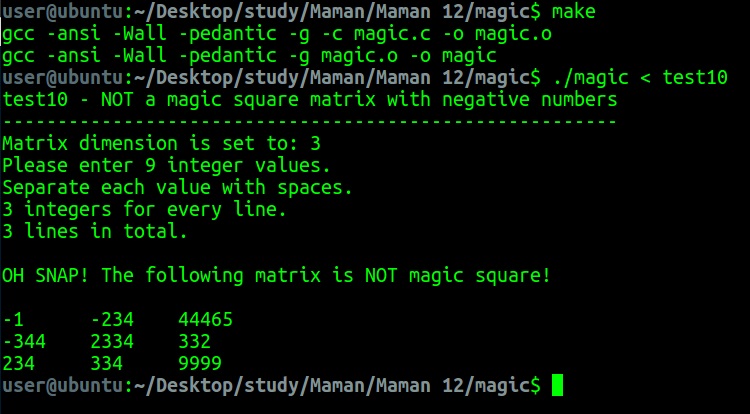 user@ubuntu:~/Desktop/study/Maman/Maman 12/magic$ make
gcc -ansi -Wall -pedantic -g -c magic.c -o magic.o
gcc -ansi -Wall -pedantic -g magic.o -o magic
user@ubuntu:~/Desktop/study/Maman/Maman 12/magic$ ./magic < test10
test10 - NOT a magic square matrix with negative numbers
--------------------------------------------------------
Matrix dimension is set to: 3
Please enter 9 integer values.
Separate each value with spaces.
3 integers for every line.
3 lines in total.

OH SNAP! The following matrix is NOT magic square!

-1      -234    44465
-344    2334    332
234     334     9999
user@ubuntu:~/Desktop/study/Maman/Maman 12/magic$